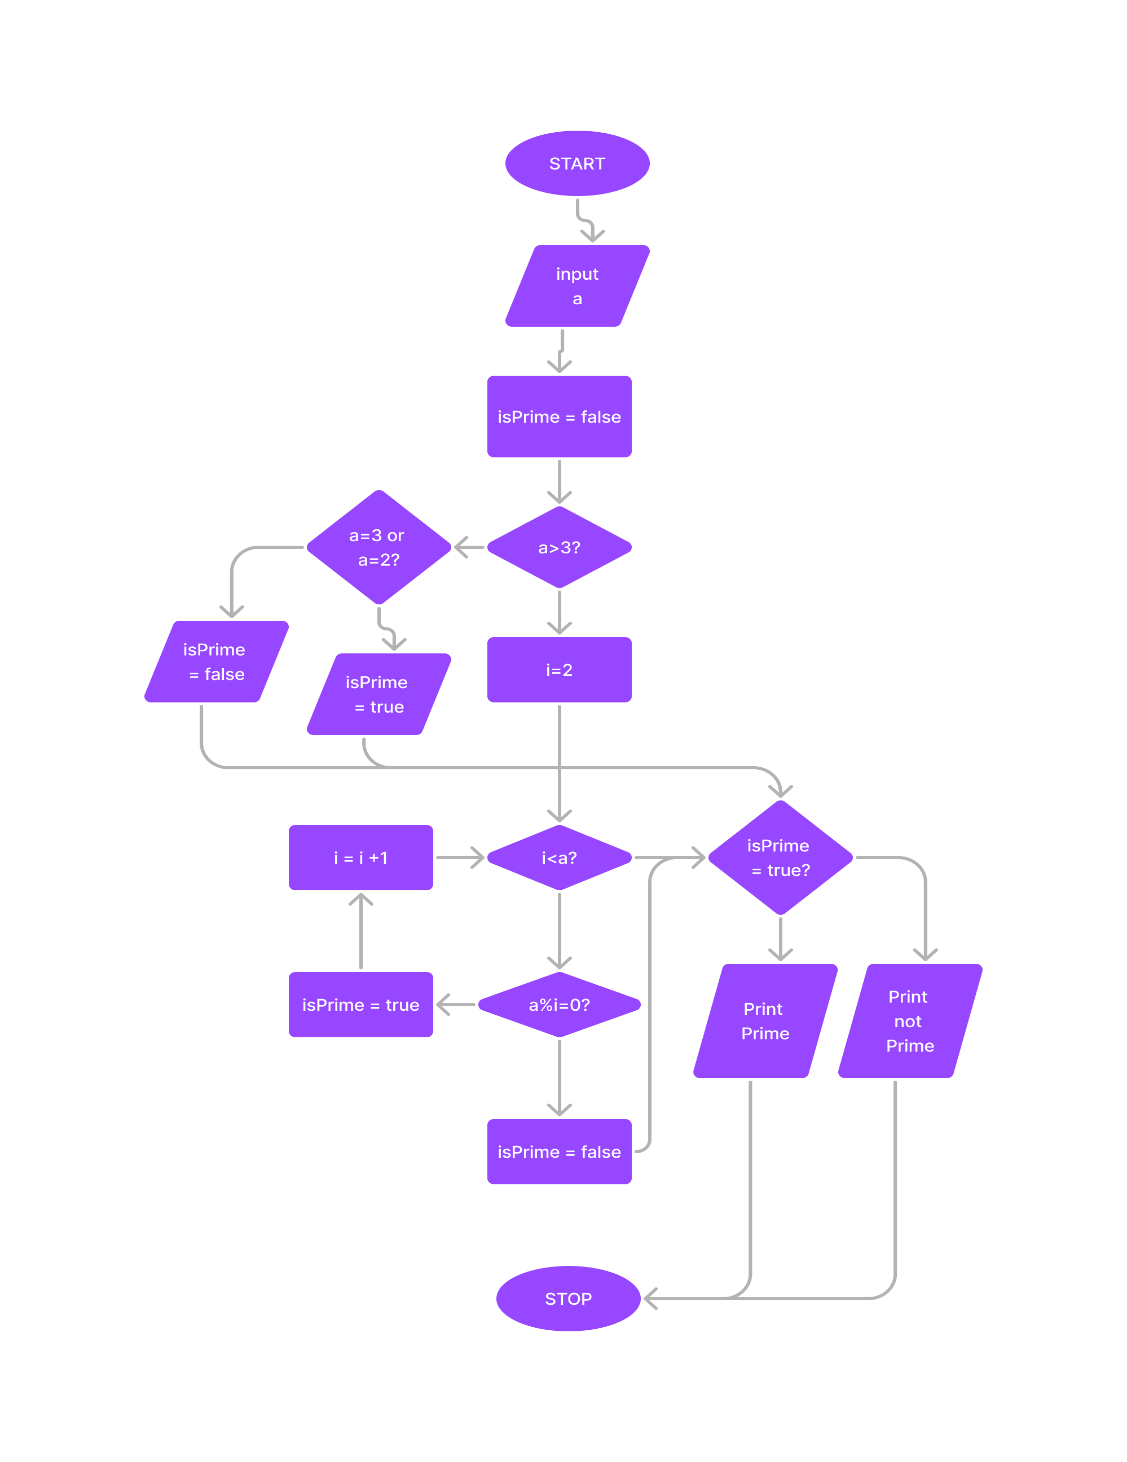 START
input
a
isPrime = false
a>3?
a=3 or
a=2?
isPrime
= false
isPrime
= true
i=2
i = i +1
i<a?
isPrime
= true?
isPrime = true
a%i=0?
Print
Prime
Print
not
Prime
isPrime = false
STOP